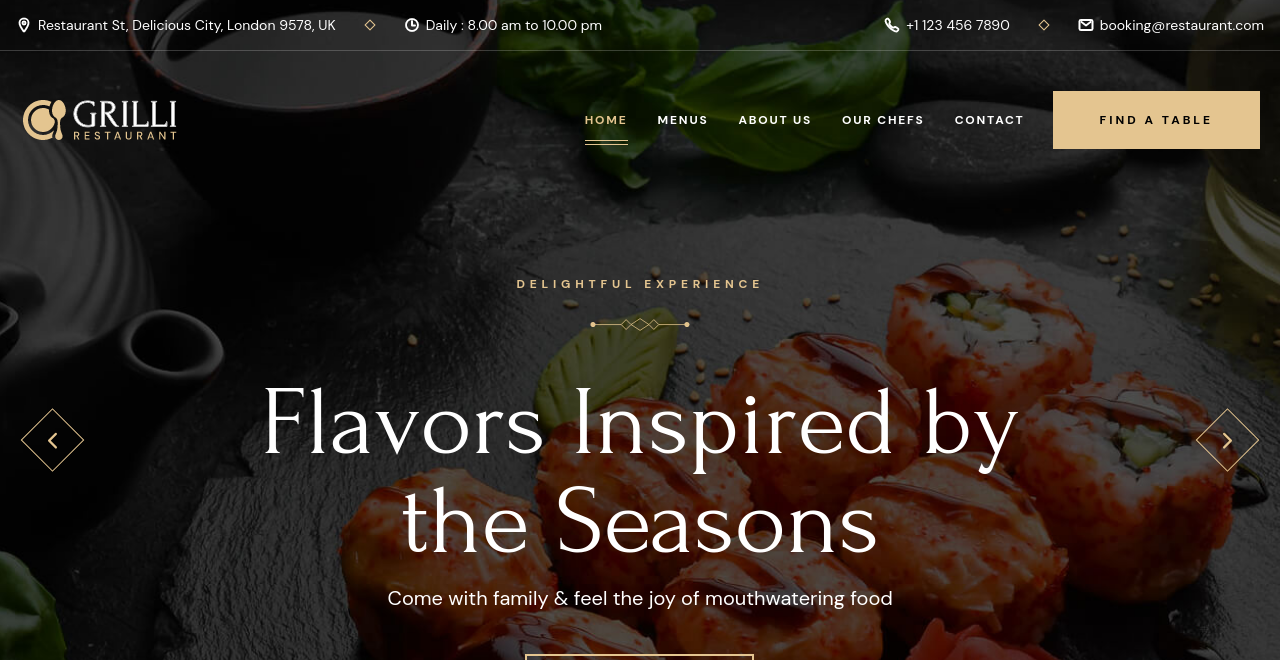 Restaurant St, Delicious City, London 9578, UK
Daily : 8.00 am to 10.00 pm
+1 123 456 7890
booking@restaurant.com
GRILLI
RESTAURANT
HOME
MENUS
ABOUT US
OUR CHEFS
CONTACT
FIND A TABLE
DELIGHTFUL EXPERIENCE
Flavors Inspired by
the Seasons
Come with family & feel the joy of mouthwatering food